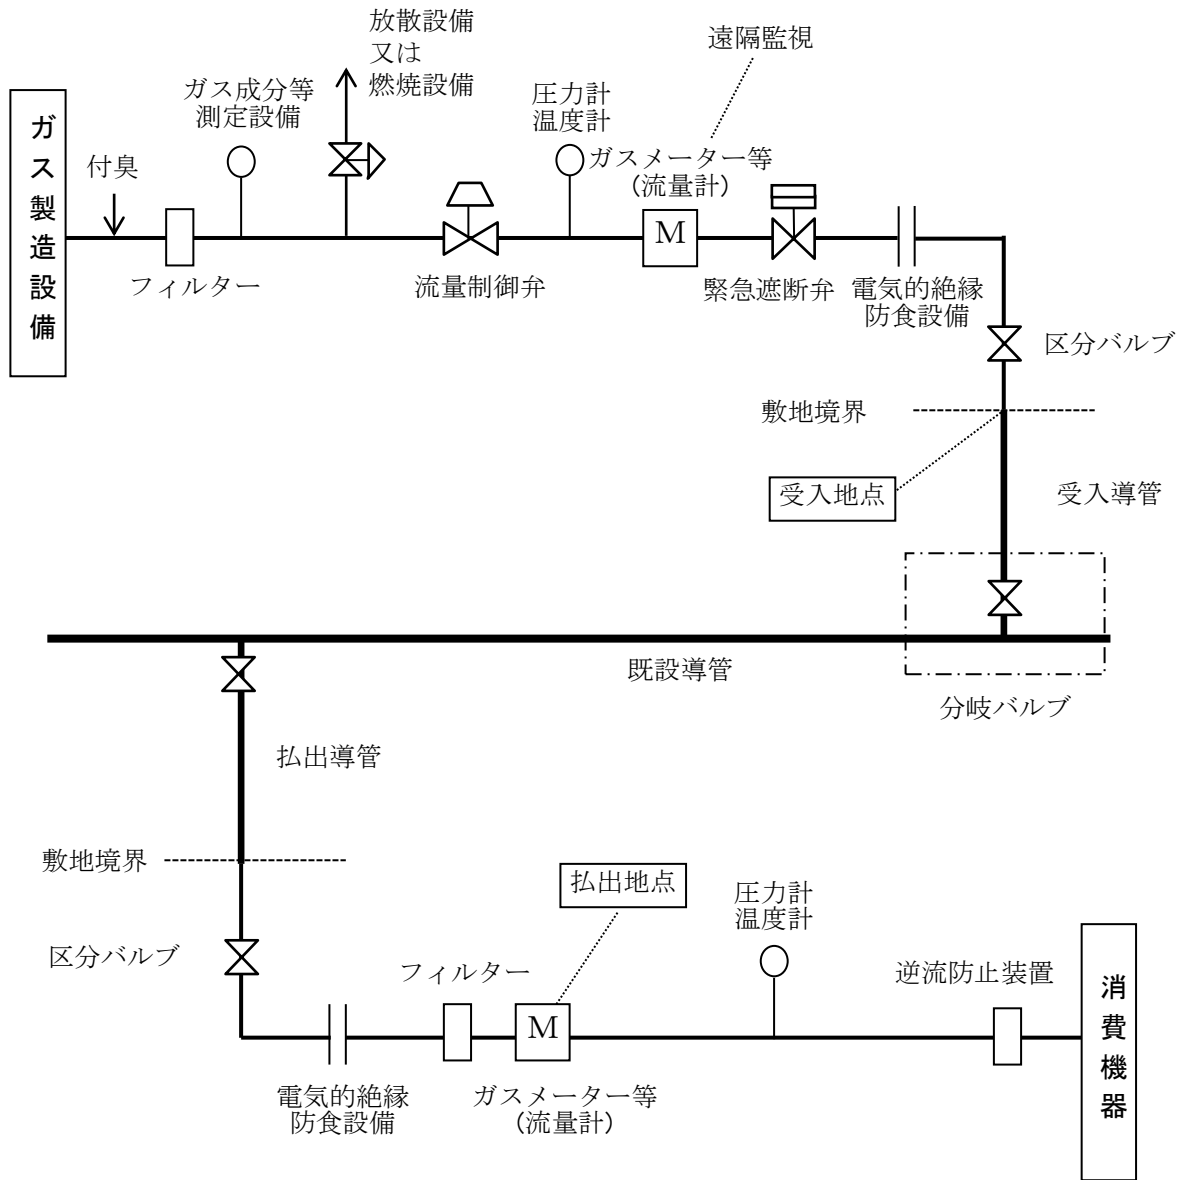 放散設備
又は
燃焼設備
遠隔監視
ガス成分等
測定設備
圧力計
温度計
ガス製造設備
付臭
ガスメーター等
（流量計）
M
フィルター
流量制御弁
緊急遮断弁
電気的絶縁
防食設備
区分バルブ
敷地境界
受入地点
受入導管
既設導管
分岐バルブ
払出導管
敷地境界
払出地点
圧力計
温度計
区分バルブ
フィルター
逆流防止装置
消費機器
M
電気的絶縁
防食設備
ガスメーター等
（流量計）